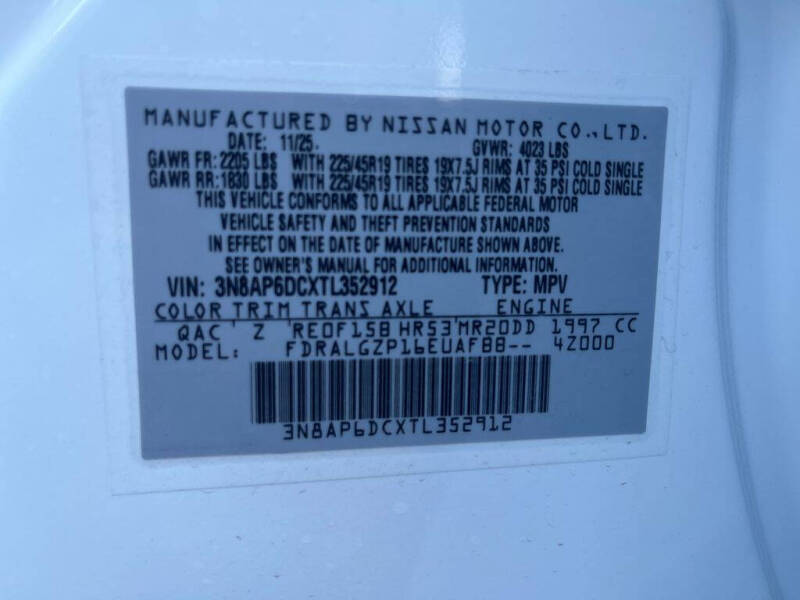 MANUFACTURED BY NISSAN MOTOR CO., LTD.
DATE: 11/25. GVWR: 4023 LBS
GAWR FR: 2205 LBS WITH 225/45R19 TIRES 19X7.5J RIMS AT 35 PSI COLD SINGLE
GAWR RR: 1830 LBS WITH 225/45R19 TIRES 19X7.5J RIMS AT 35 PSI COLD SINGLE
THIS VEHICLE CONFORMS TO ALL APPLICABLE FEDERAL MOTOR
VEHICLE SAFETY AND THEFT PREVENTION STANDARDS
IN EFFECT ON THE DATE OF MANUFACTURE SHOWN ABOVE.
SEE OWNER'S MANUAL FOR ADDITIONAL INFORMATION.
VIN: 3N8AP6DCXTL352912 TYPE: MPV
COLOR TRIM TRANS AXLE ENGINE
QAC Z RE0F15B HR53 MR20DD 1997 CC
MODEL: FDRALGZP16EUAFBB-- 4Z000
3N8AP6DCXTL352912